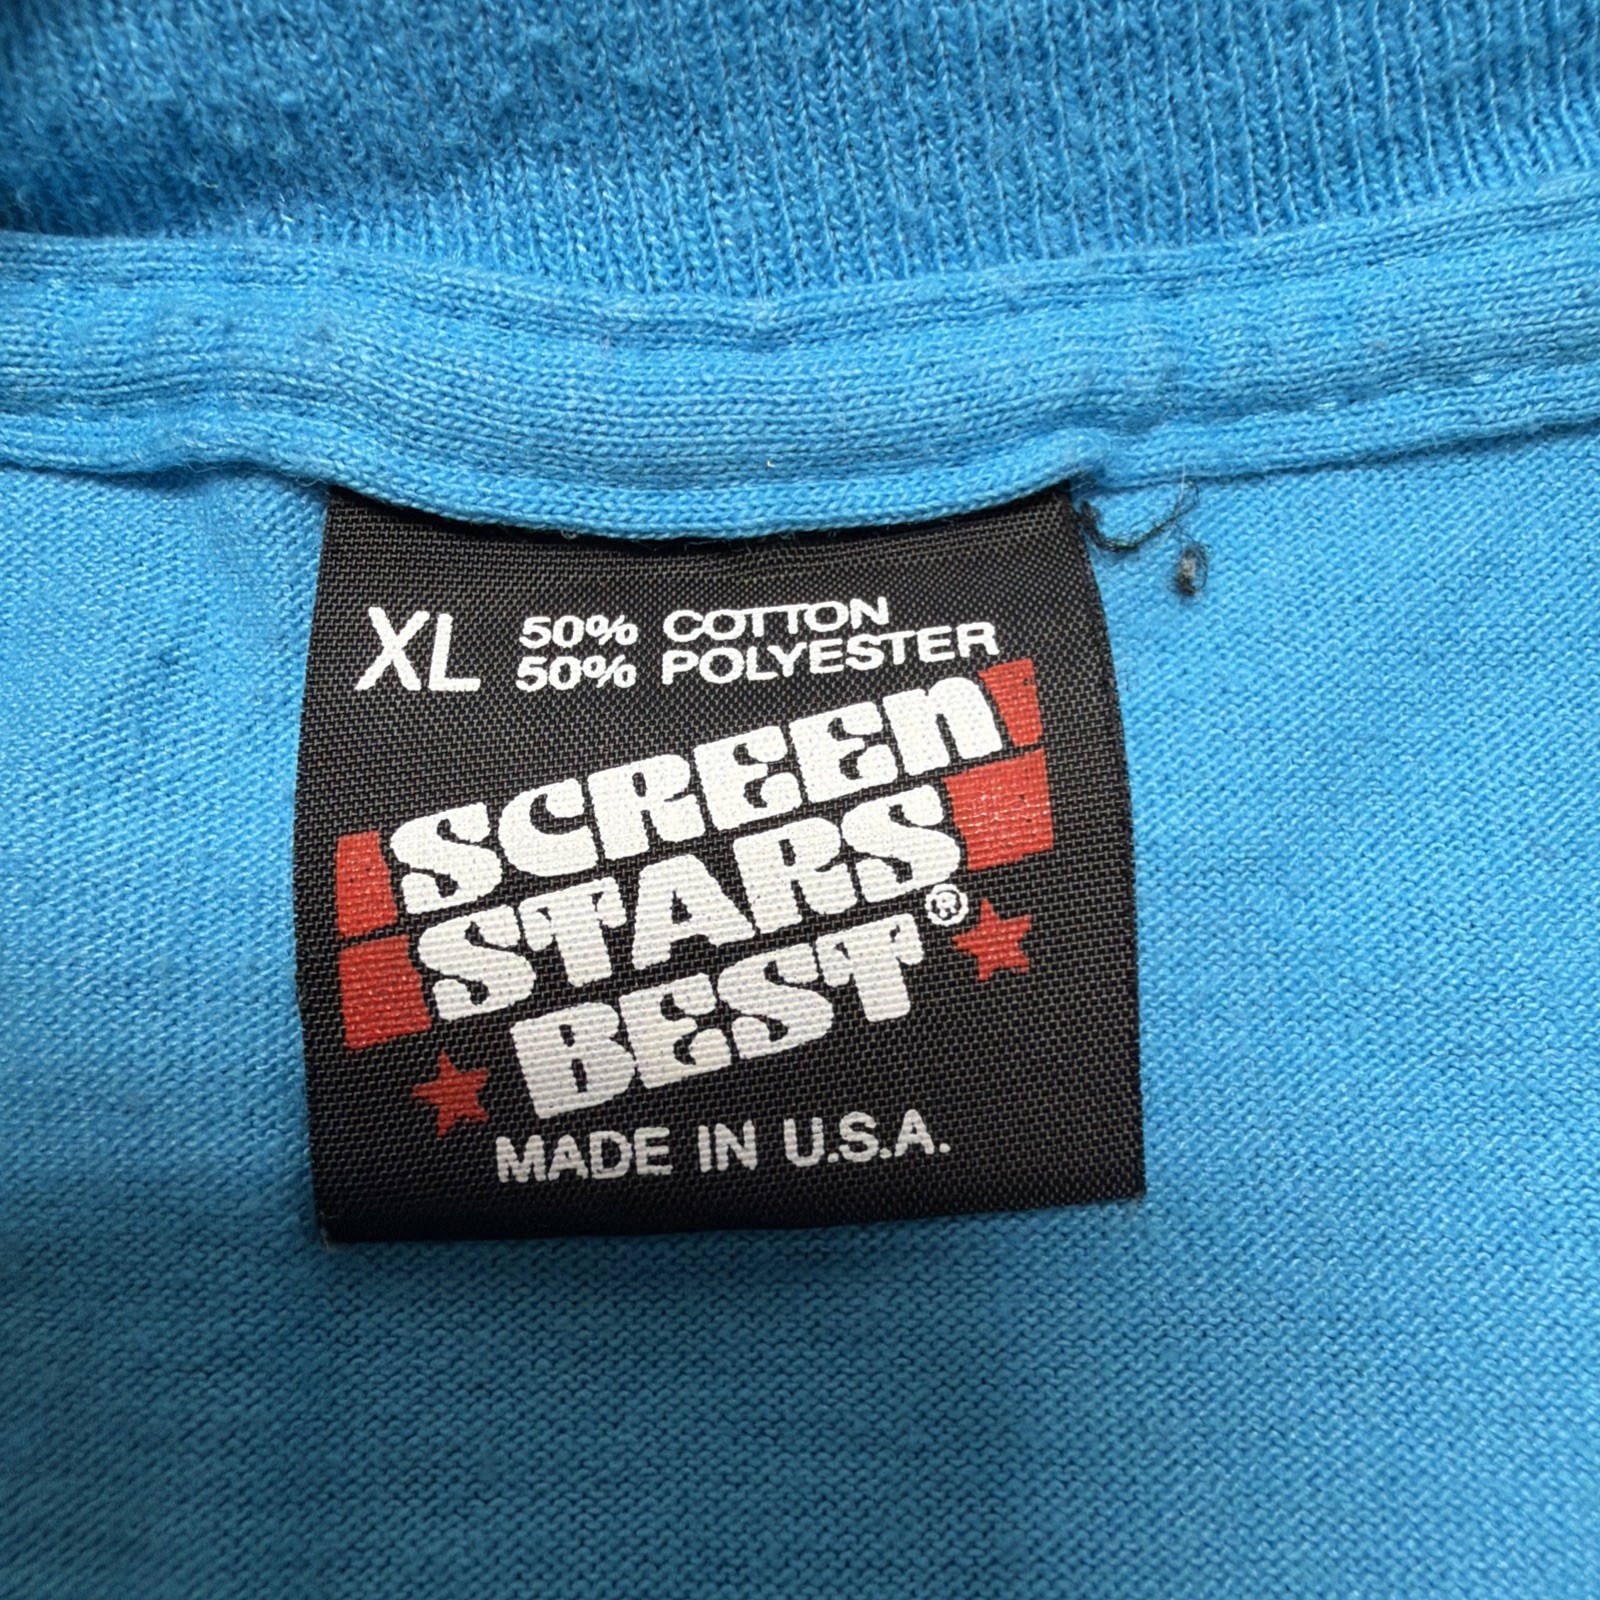 XL 50% COTTON
50% POLYESTER
SCREEN
STARS
BEST®
MADE IN U.S.A.